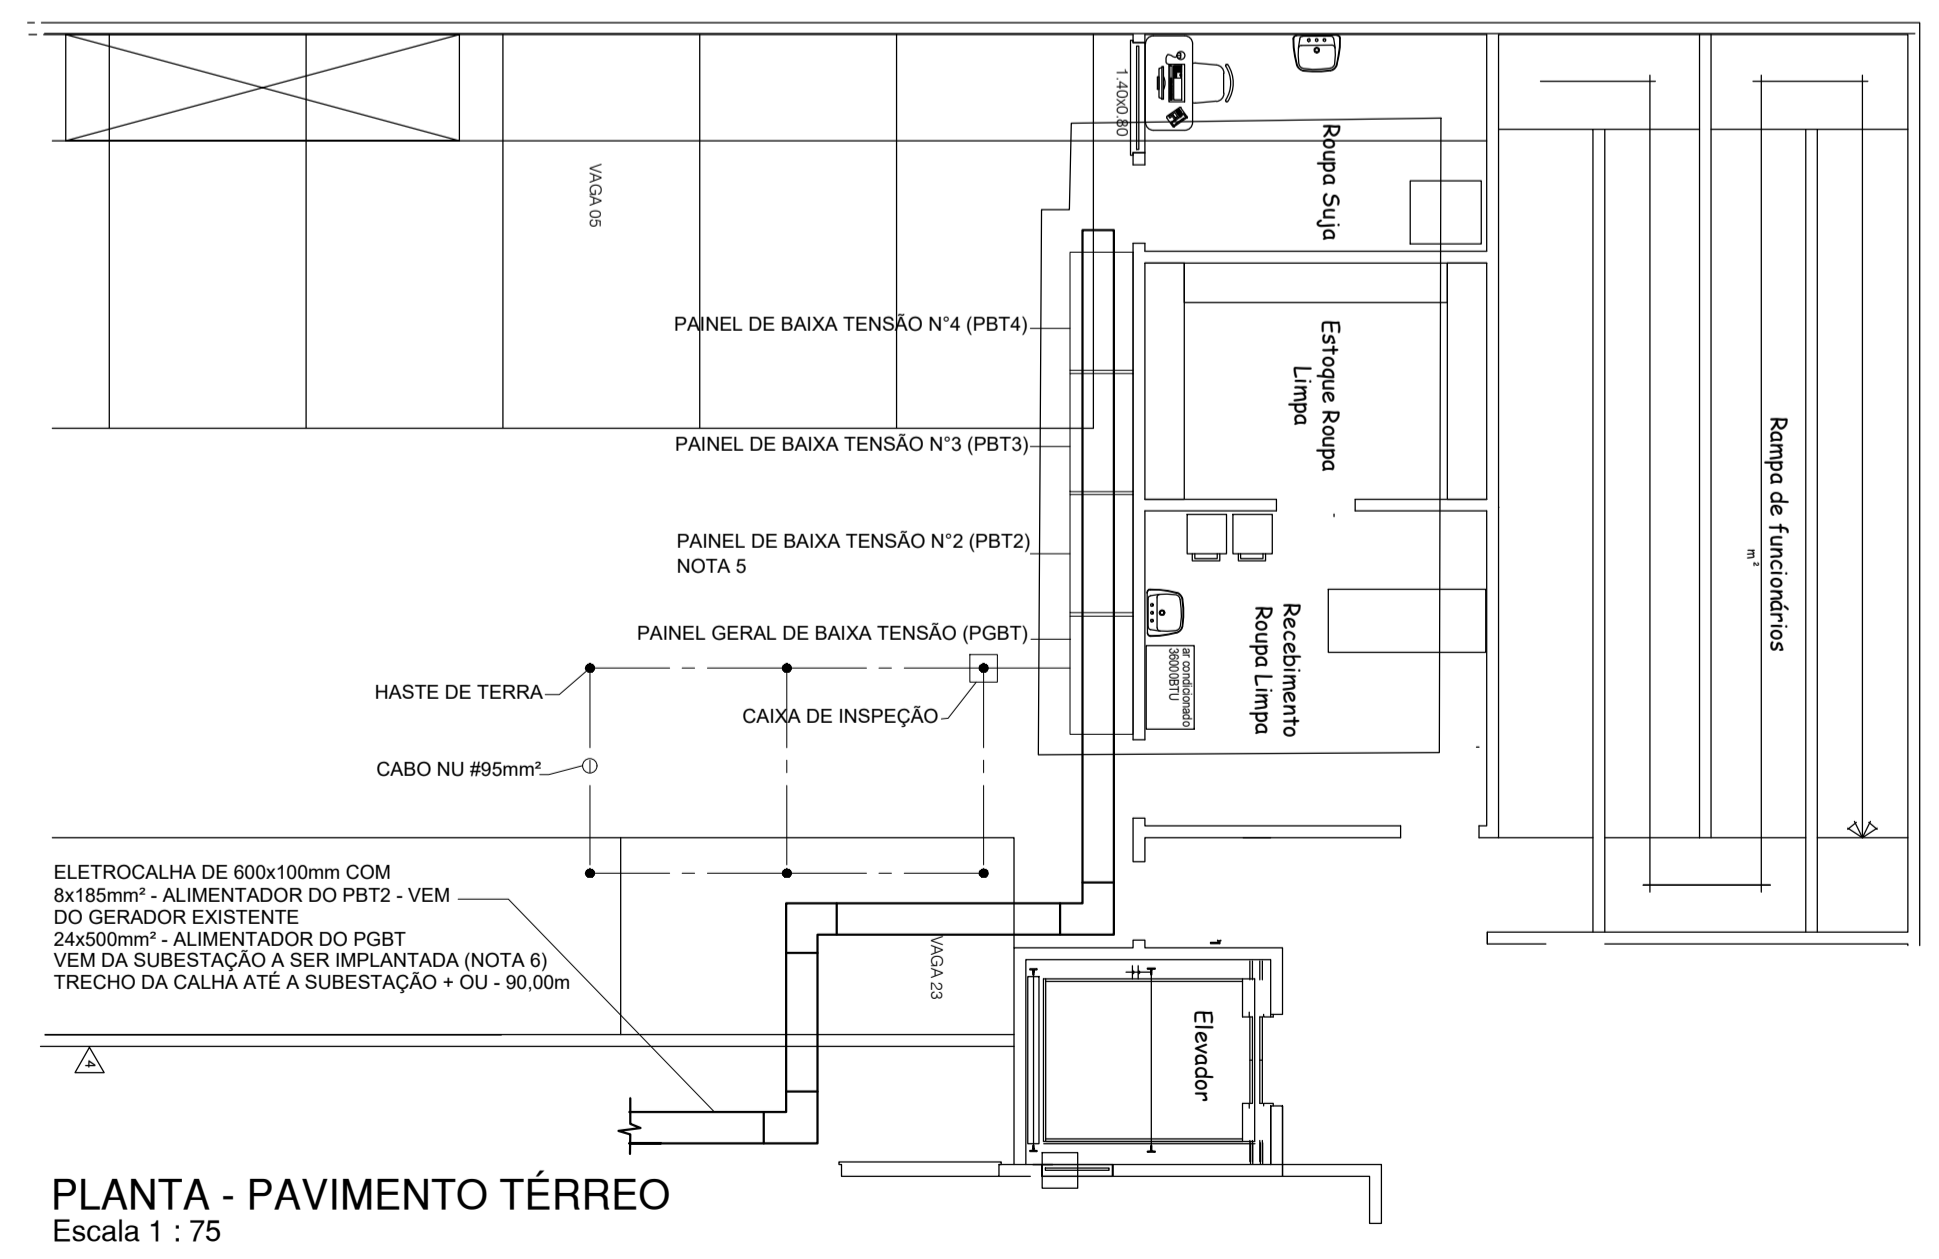 1.40x0.80
Roupa Suja
VAGA 05
PAINEL DE BAIXA TENSÃO N°4 (PBT4)
Estoque Roupa
Limpa
PAINEL DE BAIXA TENSÃO N°3 (PBT3)
Rampa de funcionários
m²
PAINEL DE BAIXA TENSÃO N°2 (PBT2)
NOTA 5
PAINEL GERAL DE BAIXA TENSÃO (PGBT)
Recebimento
Roupa Limpa
ar condicionado
36000BTU
HASTE DE TERRA
CAIXA DE INSPEÇÃO
CABO NU #95mm²
ELETROCALHA DE 600x100mm COM
8x185mm² - ALIMENTADOR DO PBT2 - VEM
DO GERADOR EXISTENTE
24x500mm² - ALIMENTADOR DO PGBT
VEM DA SUBESTAÇÃO A SER IMPLANTADA (NOTA 6)
TRECHO DA CALHA ATÉ A SUBESTAÇÃO + OU - 90,00m
VAGA 23
Elevador
4
PLANTA - PAVIMENTO TÉRREO
Escala 1 : 75